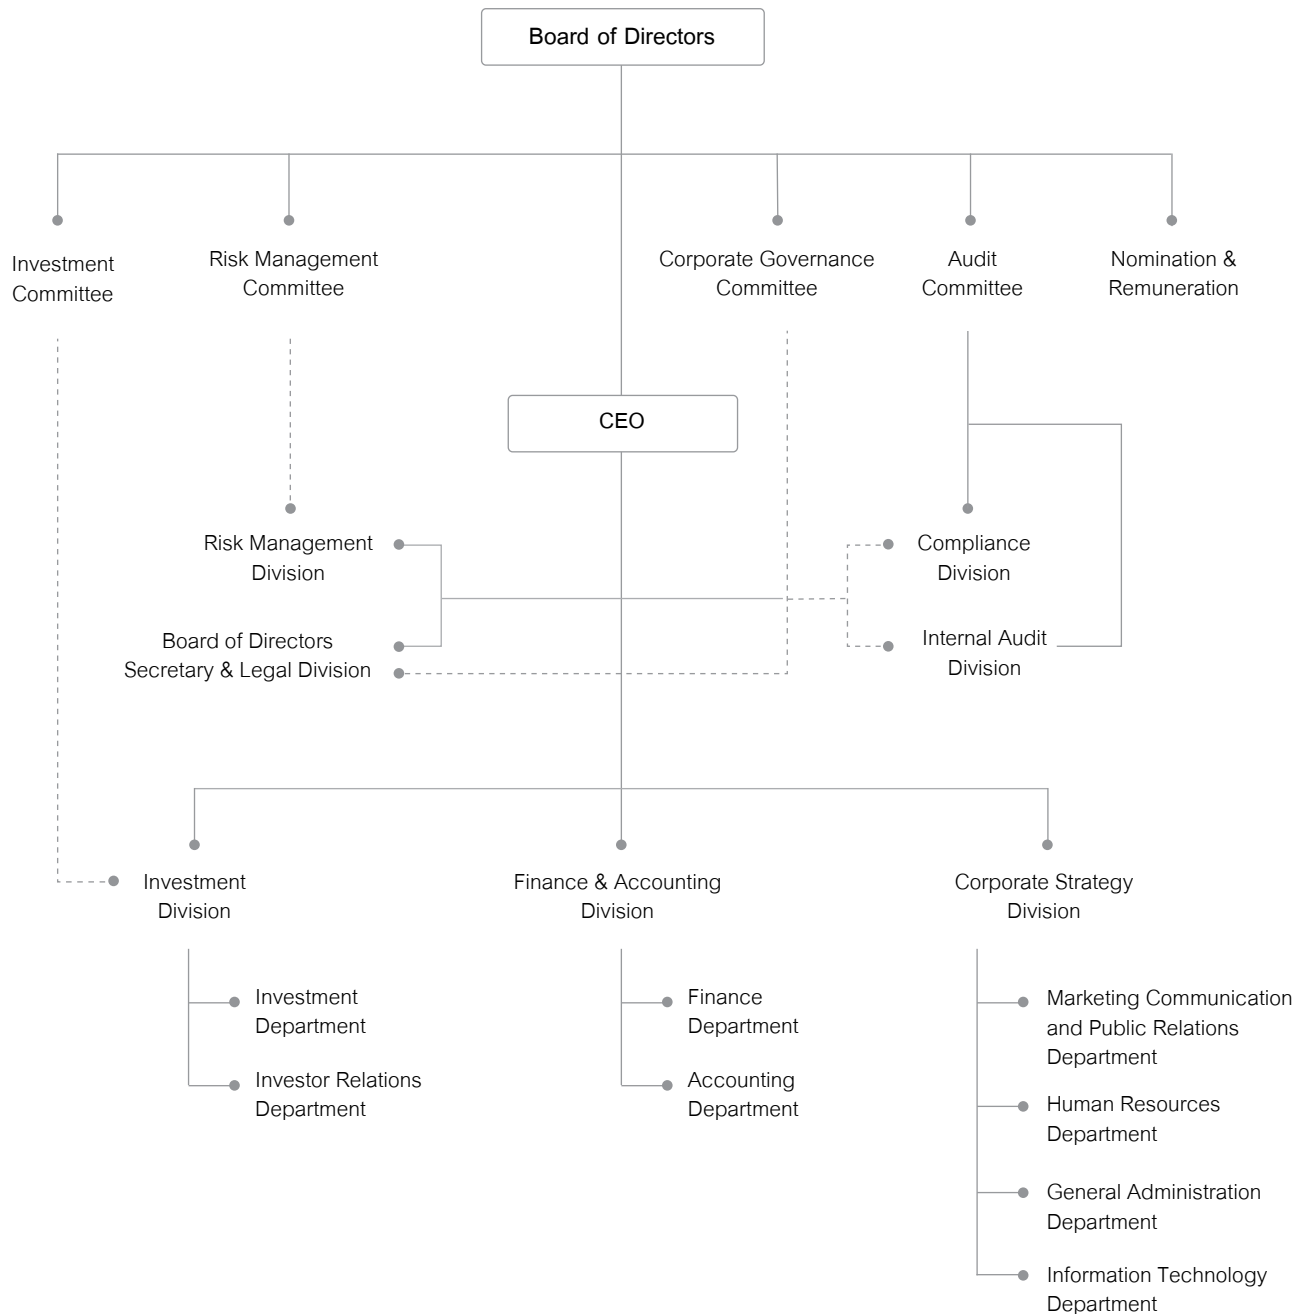 Board of Directors
Investment
Committee
Risk Management
Committee
Corporate Governance
Committee
Audit
Committee
Nomination &
Remuneration
CEO
Risk Management
Division
Compliance
Division
Board of Directors
Secretary & Legal Division
Internal Audit
Division
Investment
Division
Finance & Accounting
Division
Corporate Strategy
Division
Investment
Department
Investor Relations
Department
Finance
Department
Accounting
Department
Marketing Communication
and Public Relations
Department
Human Resources
Department
General Administration
Department
Information Technology
Department